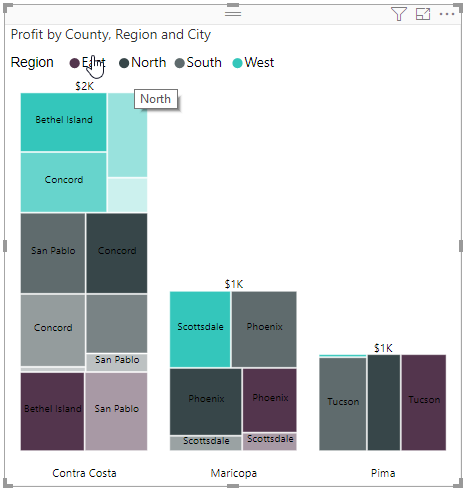 Profit by County, Region and City
Region East North South West
$2K
North
Bethel Island
Concord
San Pablo Concord
Concord
San Pablo
Bethel Island San Pablo
$1K
Scottsdale Phoenix
Phoenix Phoenix
Scottsdale Scottsdale
$1K
Tucson Tucson
Contra Costa Maricopa Pima